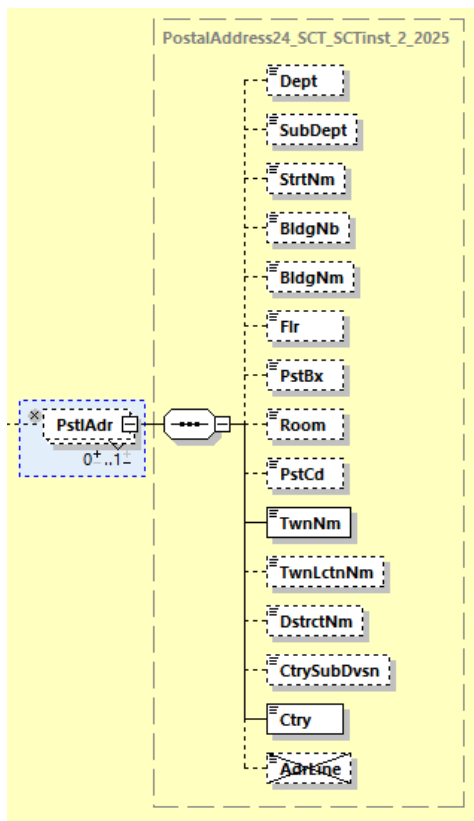 PostalAddress24_SCT_SCTinst_2_2025
Dept
SubDept
StrtNm
BldgNb
BldgNm
Flr
PstBx
PstlAdr
0 ..1
Room
PstCd
TwnNm
TwnLctnNm
DstrctNm
CtrySubDvsn
Ctry
AdrLine